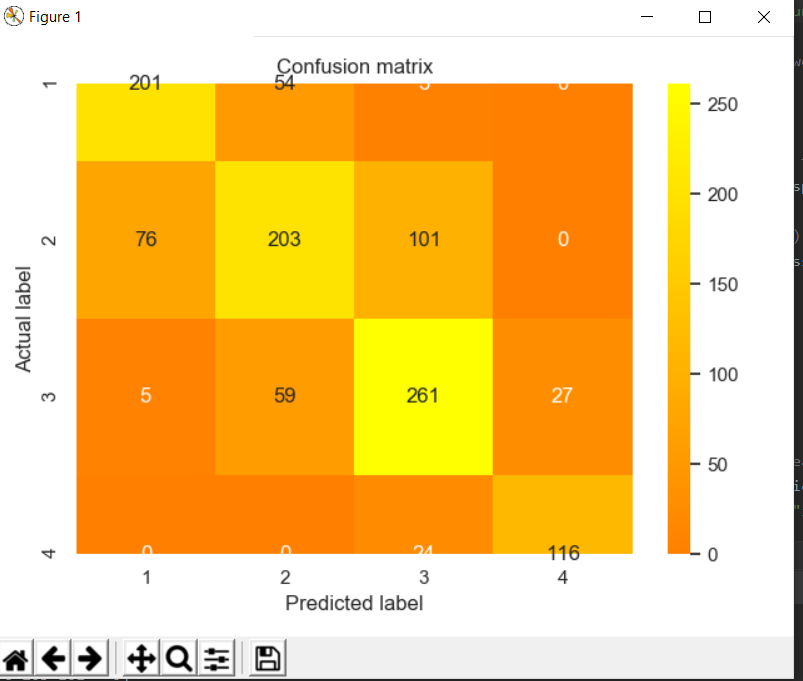 Figure 1
Confusion matrix
1 201 54 0
2 76 203 101 0
3 5 59 261 27
4 0 0 24 116
1 2 3 4
Predicted label
Actual label
250
200
150
100
50
0